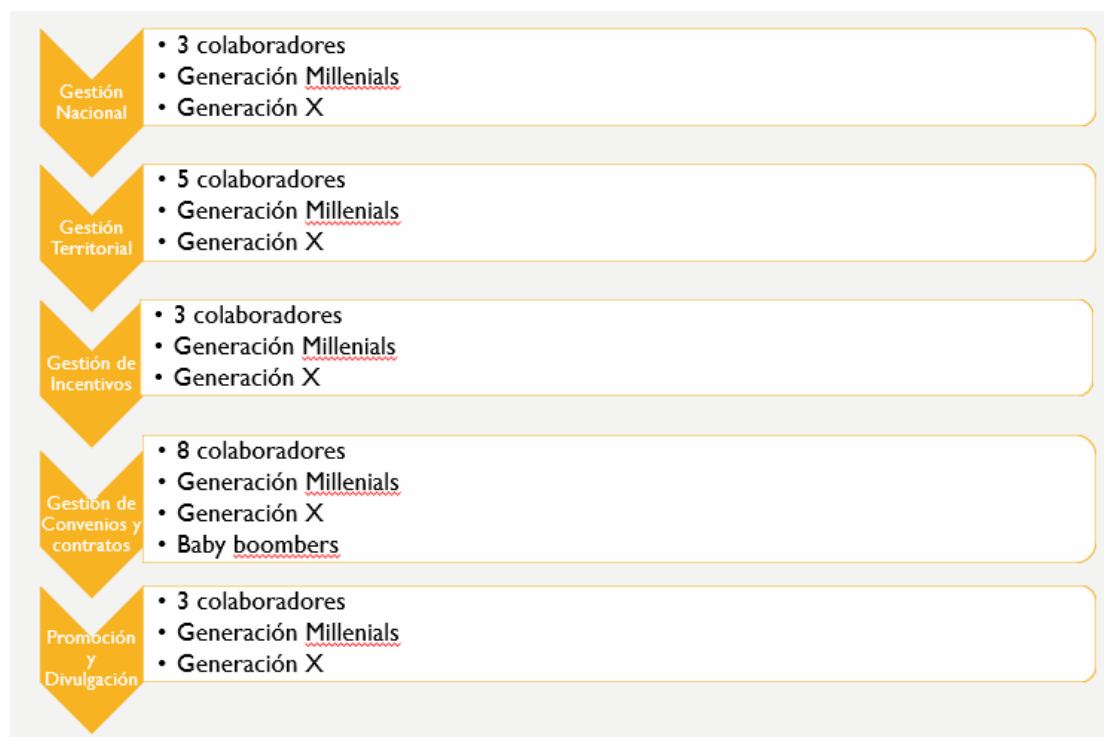 Gestión
Nacional
• 3 colaboradores
• Generación Millenials
• Generación X
Gestión
Territorial
• 5 colaboradores
• Generación Millenials
• Generación X
Gestión de
Incentivos
• 3 colaboradores
• Generación Millenials
• Generación X
Gestión de
Convenios y
contratos
• 8 colaboradores
• Generación Millenials
• Generación X
• Baby boombers
Promoción
y
Divulgación
• 3 colaboradores
• Generación Millenials
• Generación X